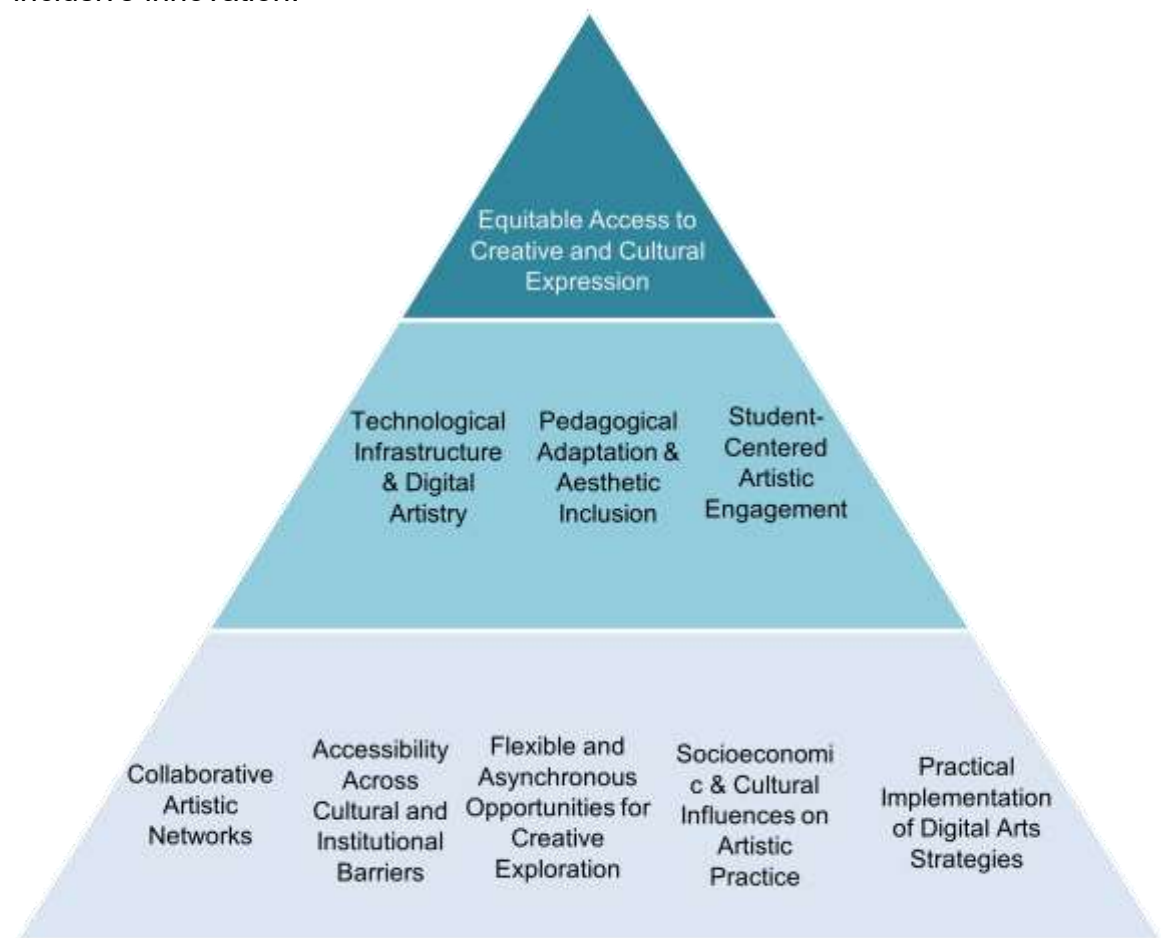 Equitable Access to
Creative and Cultural
Expression
Technological
Infrastructure
& Digital
Artistry
Pedagogical
Adaptation &
Aesthetic
Inclusion
Student-
Centered
Artistic
Engagement
Collaborative
Artistic
Networks
Accessibility
Across
Cultural and
Institutional
Barriers
Flexible and
Asynchronous
Opportunities for
Creative
Exploration
Socioeconomi
c & Cultural
Influences on
Artistic
Practice
Practical
Implementation
of Digital Arts
Strategies